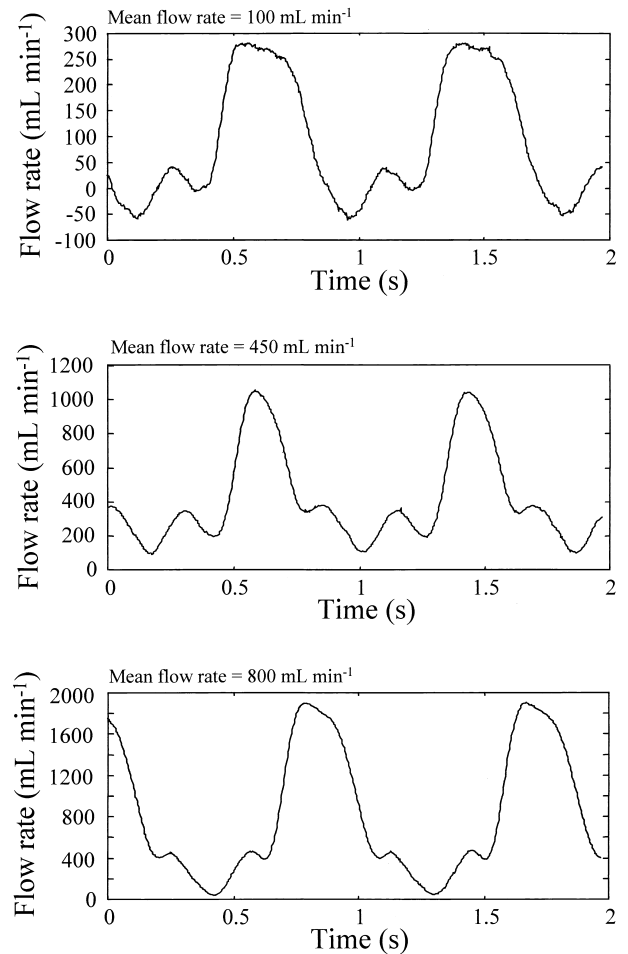 Mean flow rate = 100 mL min⁻¹
Flow rate (mL min⁻¹)
300
250
200
150
100
50
0
-50
-100
0 0.5 1 1.5 2
Time (s)
Mean flow rate = 450 mL min⁻¹
Flow rate (mL min⁻¹)
1200
1000
800
600
400
200
0
0 0.5 1 1.5 2
Time (s)
Mean flow rate = 800 mL min⁻¹
Flow rate (mL min⁻¹)
2000
1600
1200
800
400
0
0 0.5 1 1.5 2
Time (s)